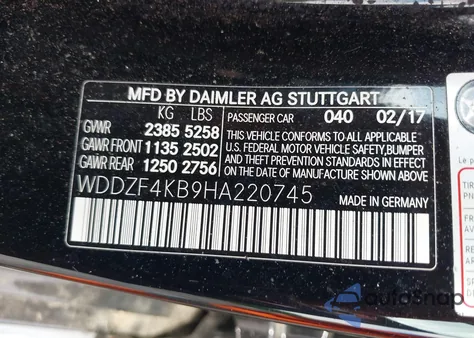 MFD BY DAIMLER AG STUTTGART
KG LBS PASSENGER CAR 040 02/17
GVWR 2385 5258 THIS VEHICLE CONFORMS TO ALL APPLICABLE
GAWR FRONT 1135 2502 U.S. FEDERAL MOTOR VEHICLE SAFETY, BUMPER
GAWR REAR 1250 2756 AND THEFT PREVENTION STANDARDS IN EFFECT
ON THE DATE OF MANUFACTURE SHOWN ABOVE
WDDZF4KB9HA220745 MADE IN GERMANY
autoSnap